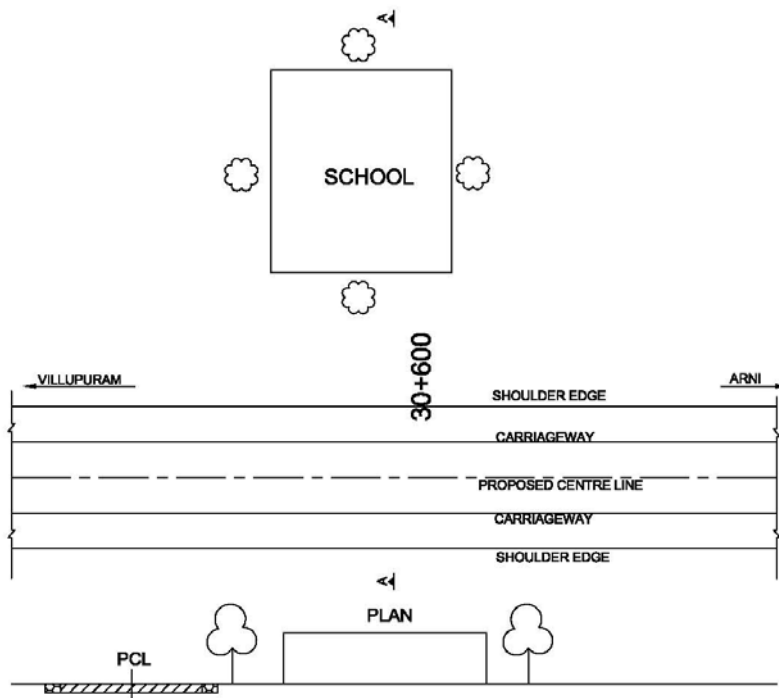 A
SCHOOL
30+600
VILLUPURAM
ARNI
SHOULDER EDGE
CARRIAGEWAY
PROPOSED CENTRE LINE
CARRIAGEWAY
SHOULDER EDGE
A
PLAN
PCL